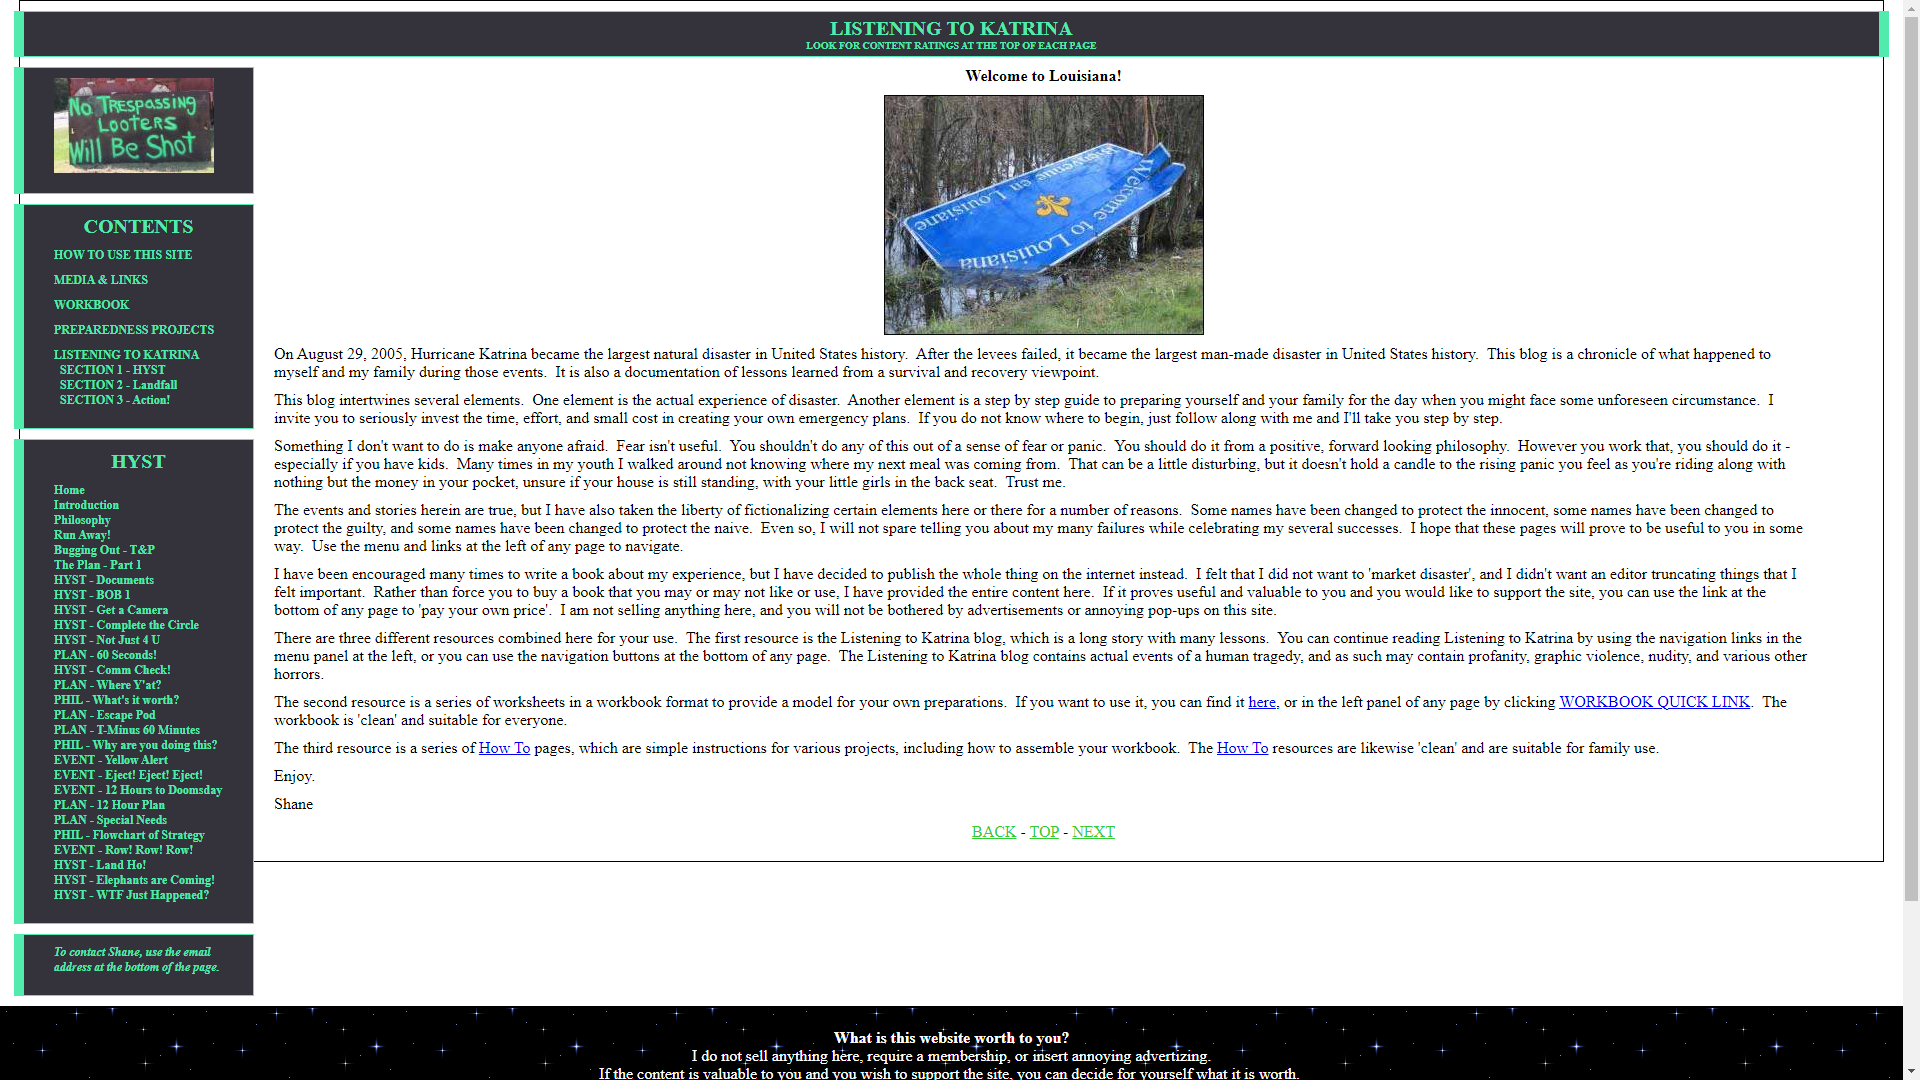 LISTENING TO KATRINA
LOOK FOR CONTENT RATINGS AT THE TOP OF EACH PAGE
No TRESPassing
LooTeRS
Will Be Shot
CONTENTS
HOW TO USE THIS SITE
MEDIA & LINKS
WORKBOOK
PREPAREDNESS PROJECTS
LISTENING TO KATRINA
SECTION 1 - HYST
SECTION 2 - Landfall
SECTION 3 - Action!
HYST
Home
Introduction
Philosophy
Run Away!
Bugging Out - T&P
The Plan - Part 1
HYST - Documents
HYST - BOB 1
HYST - Get a Camera
HYST - Complete the Circle
HYST - Not Just 4 U
PLAN - 60 Seconds!
HYST - Comm Check!
PLAN - Where Y'at?
PHIL - What's it worth?
PLAN - Escape Pod
PLAN - T-Minus 60 Minutes
PHIL - Why are you doing this?
EVENT - Yellow Alert
EVENT - Eject! Eject! Eject!
EVENT - 12 Hours to Doomsday
PLAN - 12 Hour Plan
PLAN - Special Needs
PHIL - Flowchart of Strategy
EVENT - Row! Row! Row!
HYST - Land Ho!
HYST - Elephants are Coming!
HYST - WTF Just Happened?
To contact Shane, use the email
address at the bottom of the page.
Welcome to Louisiana!
Bienvenue en Louisiane
Welcome to Louisiana
On August 29, 2005, Hurricane Katrina became the largest natural disaster in United States history.  After the levees failed, it became the largest man-made disaster in United States history.  This blog is a chronicle of what happened to
myself and my family during those events.  It is also a documentation of lessons learned from a survival and recovery viewpoint.
This blog intertwines several elements.  One element is the actual experience of disaster.  Another element is a step by step guide to preparing yourself and your family for the day when you might face some unforeseen circumstance.  I
invite you to seriously invest the time, effort, and small cost in creating your own emergency plans.  If you do not know where to begin, just follow along with me and I'll take you step by step.
Something I don't want to do is make anyone afraid.  Fear isn't useful.  You shouldn't do any of this out of a sense of fear or panic.  You should do it from a positive, forward looking philosophy.  However you work that, you should do it -
especially if you have kids.  Many times in my youth I walked around not knowing where my next meal was coming from.  That can be a little disturbing, but it doesn't hold a candle to the rising panic you feel as you're riding along with
nothing but the money in your pocket, unsure if your house is still standing, with your little girls in the back seat.  Trust me.
The events and stories herein are true, but I have also taken the liberty of fictionalizing certain elements here or there for a number of reasons.  Some names have been changed to protect the innocent, some names have been changed to
protect the guilty, and some names have been changed to protect the naive.  Even so, I will not spare telling you about my many failures while celebrating my several successes.  I hope that these pages will prove to be useful to you in some
way.  Use the menu and links at the left of any page to navigate.
I have been encouraged many times to write a book about my experience, but I have decided to publish the whole thing on the internet instead.  I felt that I did not want to 'market disaster', and I didn't want an editor truncating things that I
felt important.  Rather than force you to buy a book that you may or may not like or use, I have provided the entire content here.  If it proves useful and valuable to you and you would like to support the site, you can use the link at the
bottom of any page to 'pay your own price'.  I am not selling anything here, and you will not be bothered by advertisements or annoying pop-ups on this site.
There are three different resources combined here for your use.  The first resource is the Listening to Katrina blog, which is a long story with many lessons.  You can continue reading Listening to Katrina by using the navigation links in the
menu panel at the left, or you can use the navigation buttons at the bottom of any page.  The Listening to Katrina blog contains actual events of a human tragedy, and as such may contain profanity, graphic violence, nudity, and various other
horrors.
The second resource is a series of worksheets in a workbook format to provide a model for your own preparations.  If you want to use it, you can find it here, or in the left panel of any page by clicking WORKBOOK QUICK LINK.  The
workbook is 'clean' and suitable for everyone.
The third resource is a series of How To pages, which are simple instructions for various projects, including how to assemble your workbook.  The How To resources are likewise 'clean' and are suitable for family use.
Enjoy.
Shane
BACK - TOP - NEXT
What is this website worth to you?
I do not sell anything here, require a membership, or insert annoying advertizing.
If the content is valuable to you and you wish to support the site, you can decide for yourself what it is worth.